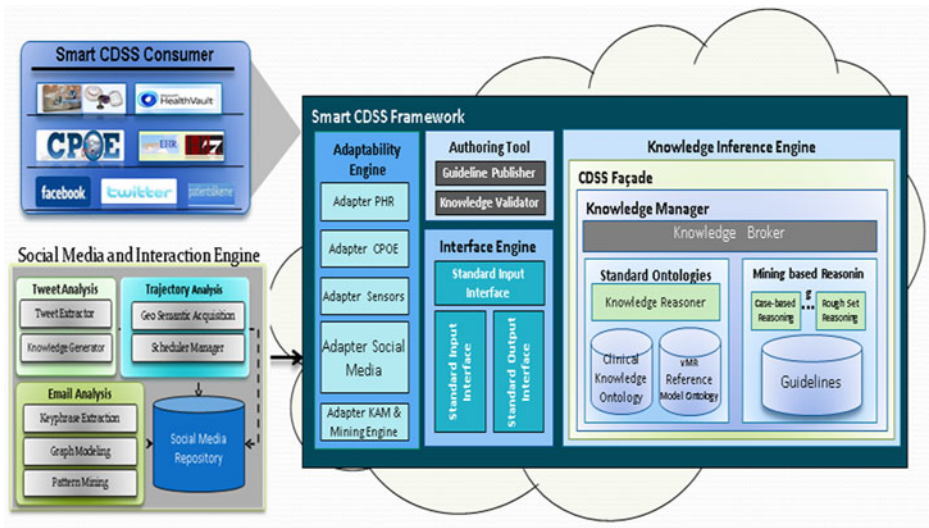 Smart CDSS Consumer
HealthVault
CPOE
facebook
twitter
patientslikeme
Social Media and Interaction Engine
Tweet Analysis
Tweet Extractor
Knowledge Generator
Trajectory Analysis
Geo Semantic Acquisition
Scheduler Manager
Email Analysis
Keyphrase Extraction
Graph Modeling
Pattern Mining
Social Media
Repository
Smart CDSS Framework
Adaptability
Engine
Adapter PHR
Adapter CPOE
Adapter Sensors
Adapter Social
Media
Adapter KAM &
Mining Engine
Authoring Tool
Guideline Publisher
Knowledge Validator
Interface Engine
Standard Input
Interface
Standard Input
Interface
Standard Output
Interface
Knowledge Inference Engine
CDSS Façade
Knowledge Manager
Knowledge Broker
Standard Ontologies
Knowledge Reasoner
Clinical
Knowledge
Ontology
vMR
Reference
Model Ontology
Mining based Reasonin
g
Case-based
Reasoning
...
Rough Set
Reasoning
Guidelines